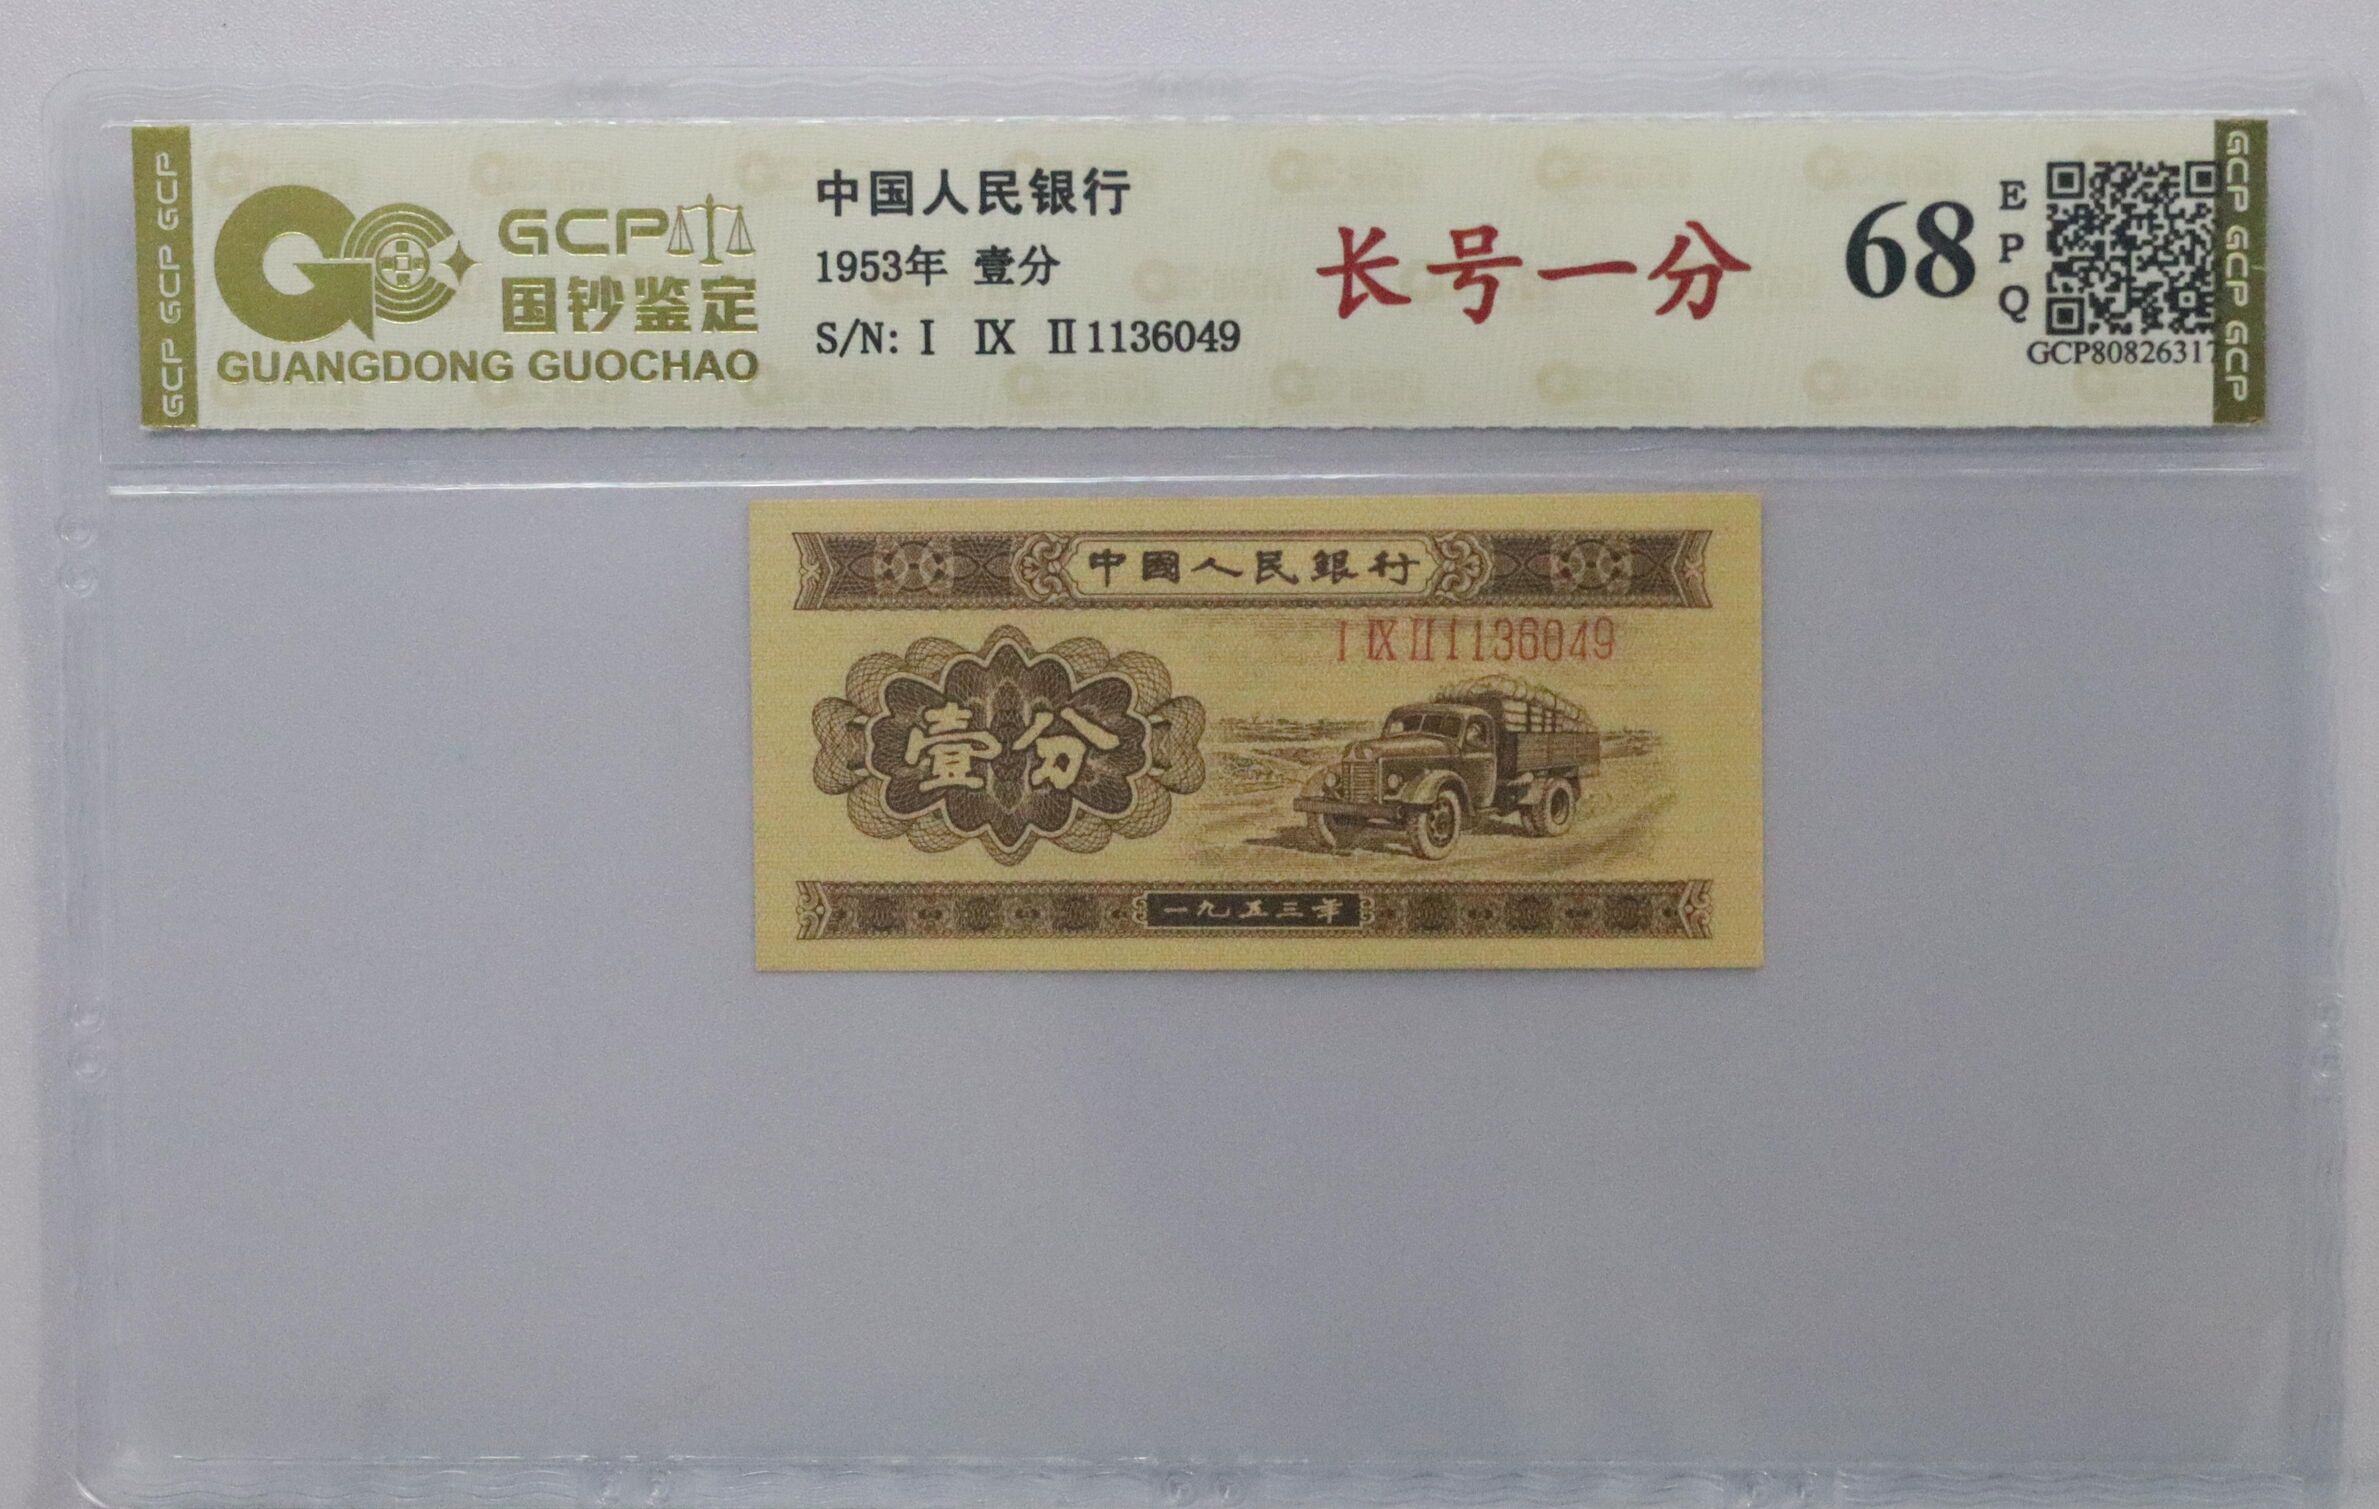 GCP GCP GCP
GCP
国钞鉴定
GUANGDONG GUOCHAO
中国人民银行
1953年 壹分
S/N: Ⅰ Ⅸ Ⅱ 1136049
长号一分
68
EPQ
GCP80826317
GCP GCP GCP
中國人民銀行
Ⅰ Ⅸ Ⅱ 1136049
壹分
一九五三年